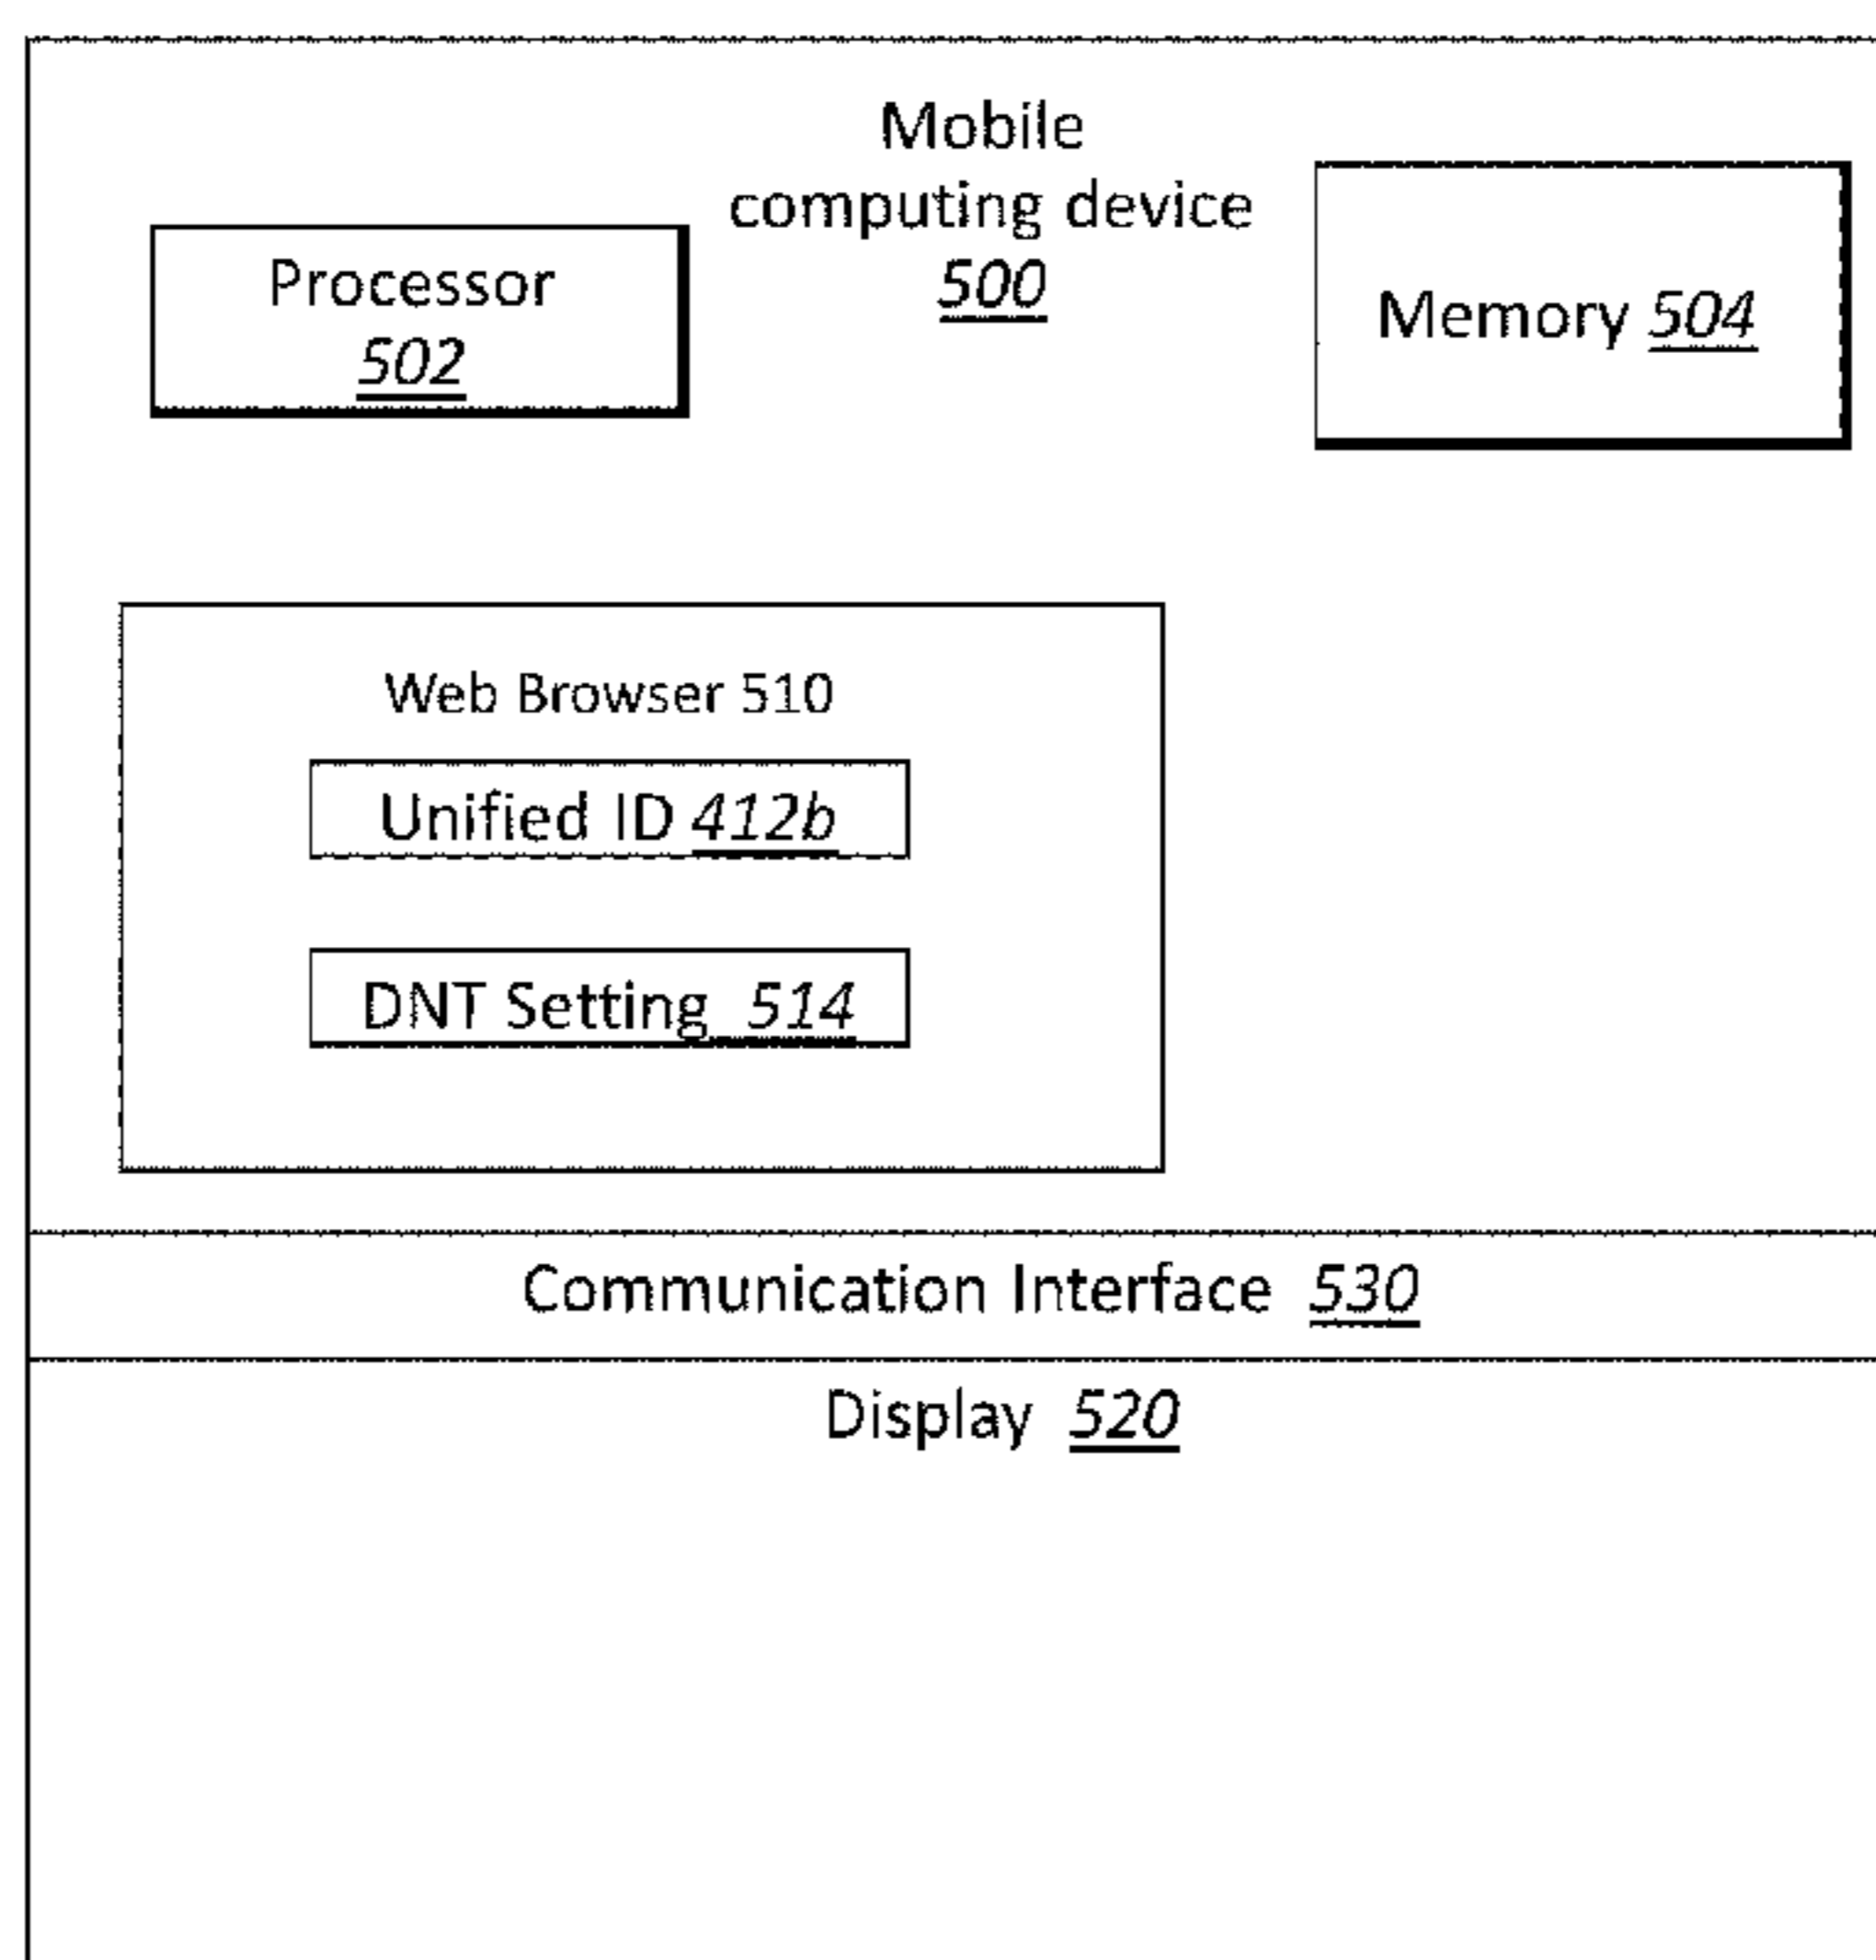 Mobile
computing device
500
Processor
502
Memory 504
Web Browser 510
Unified ID 412b
DNT Setting 514
Communication Interface 530
Display 520